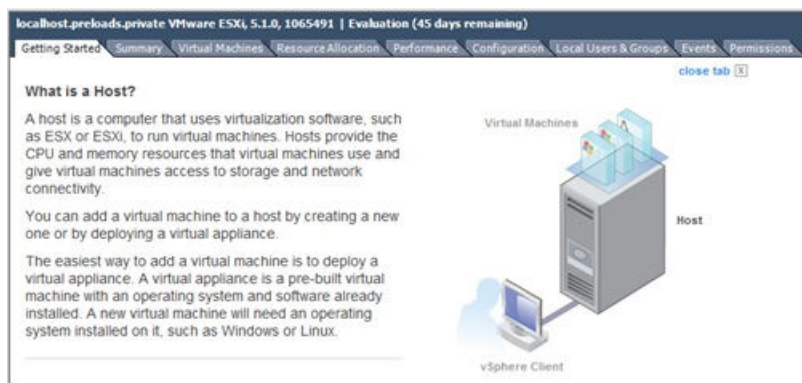 localhost.preloads.private VMware ESXi, 5.1.0, 1065491 | Evaluation (45 days remaining)
Getting Started Summary Virtual Machines Resource Allocation Performance Configuration Local Users & Groups Events Permissions
close tab X
What is a Host?
A host is a computer that uses virtualization software, such
as ESX or ESXi, to run virtual machines. Hosts provide the
CPU and memory resources that virtual machines use and
give virtual machines access to storage and network
connectivity.
You can add a virtual machine to a host by creating a new
one or by deploying a virtual appliance.
The easiest way to add a virtual machine is to deploy a
virtual appliance. A virtual appliance is a pre-built virtual
machine with an operating system and software already
installed. A new virtual machine will need an operating
system installed on it, such as Windows or Linux.
Virtual Machines
Host
vSphere Client